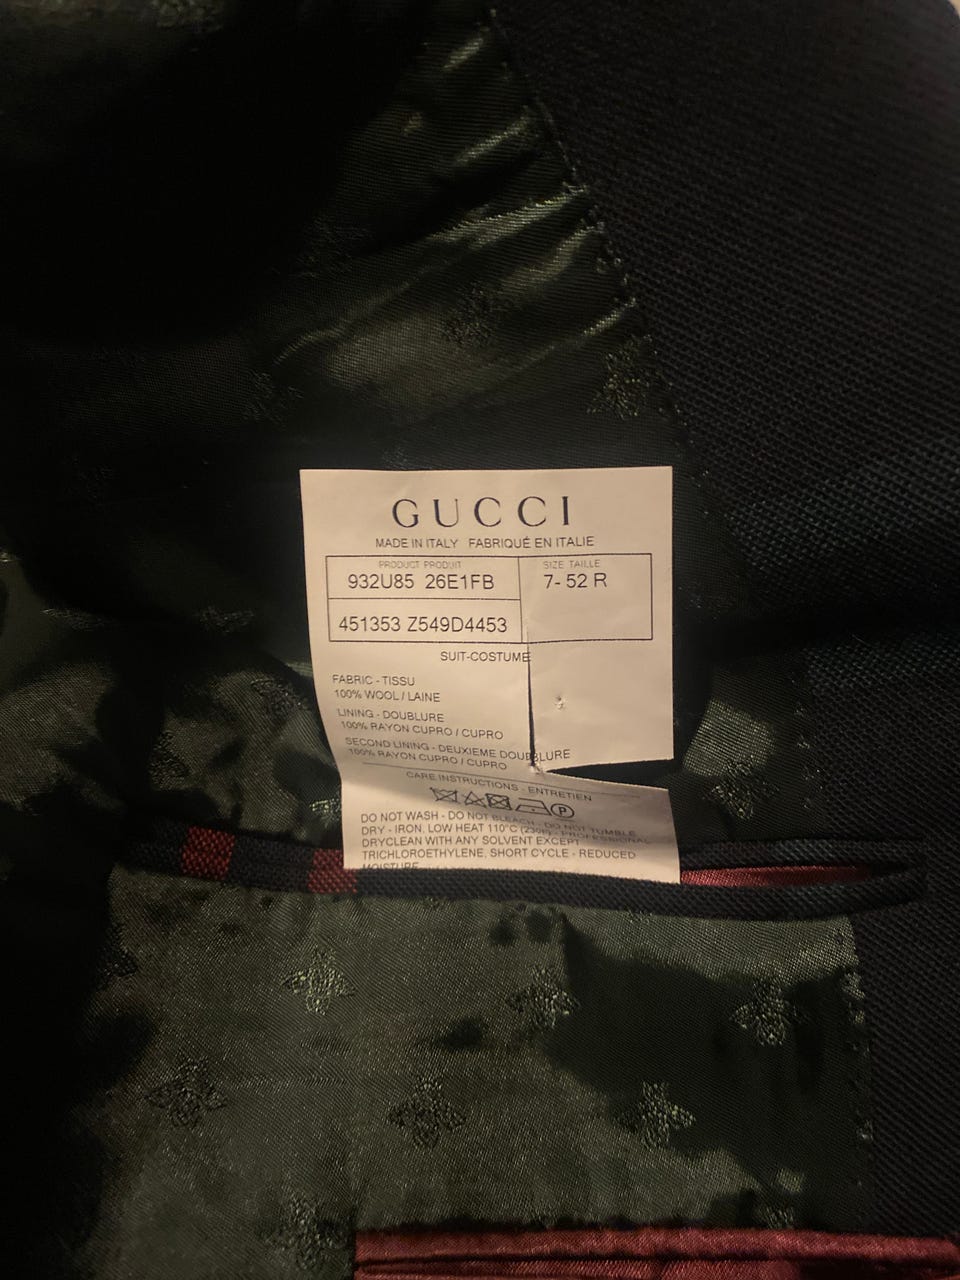 GUCCI
MADE IN ITALY FABRIQUÉ EN ITALIE
PRODUCT PRODUIT
SIZE TAILLE
932U85 26E1FB
7- 52 R
451353 Z549D4453
SUIT-COSTUME
FABRIC - TISSU
100% WOOL / LAINE
LINING - DOUBLURE
100% RAYON CUPRO / CUPRO
SECOND LINING - DEUXIEME DOUBLURE
100% RAYON CUPRO / CUPRO
CARE INSTRUCTIONS - ENTRETIEN
P
DO NOT WASH - DO NOT BLEACH - DO NOT TUMBLE
DRY - IRON, LOW HEAT 110°C (230F) - PROFESSIONAL
DRYCLEAN WITH ANY SOLVENT EXCEPT
TRICHLOROETHYLENE, SHORT CYCLE - REDUCED
MOISTURE